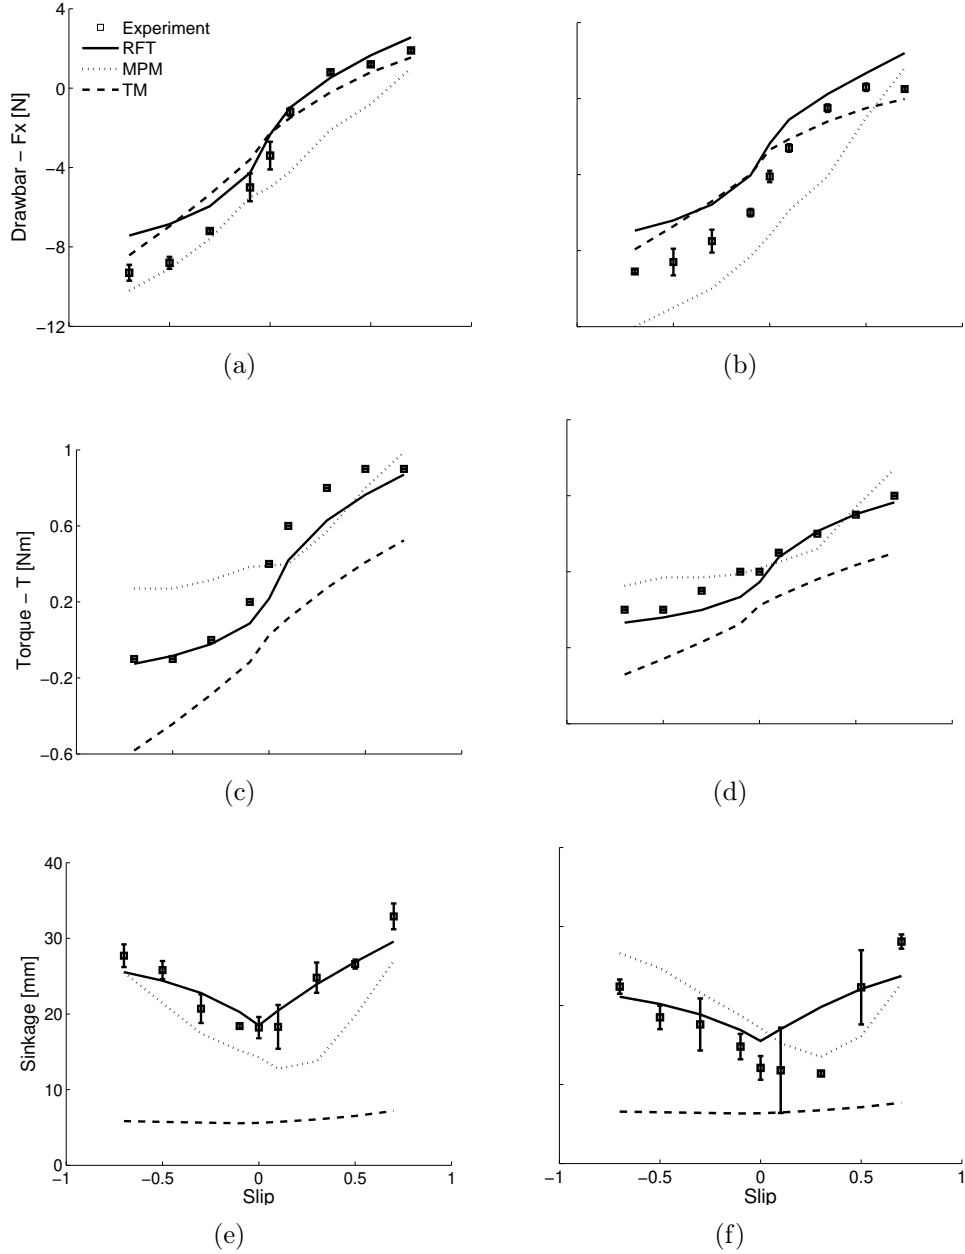 4
0
−4
−8
−12
Drawbar − Fx [N]
Experiment
RFT
MPM
TM
(a)
(b)
1
0.6
0.2
−0.2
−0.6
Torque − T [Nm]
(c)
(d)
40
30
20
10
0
Sinkage [mm]
−1
−0.5
0
0.5
1
Slip
−1
−0.5
0
0.5
1
Slip
(e)
(f)